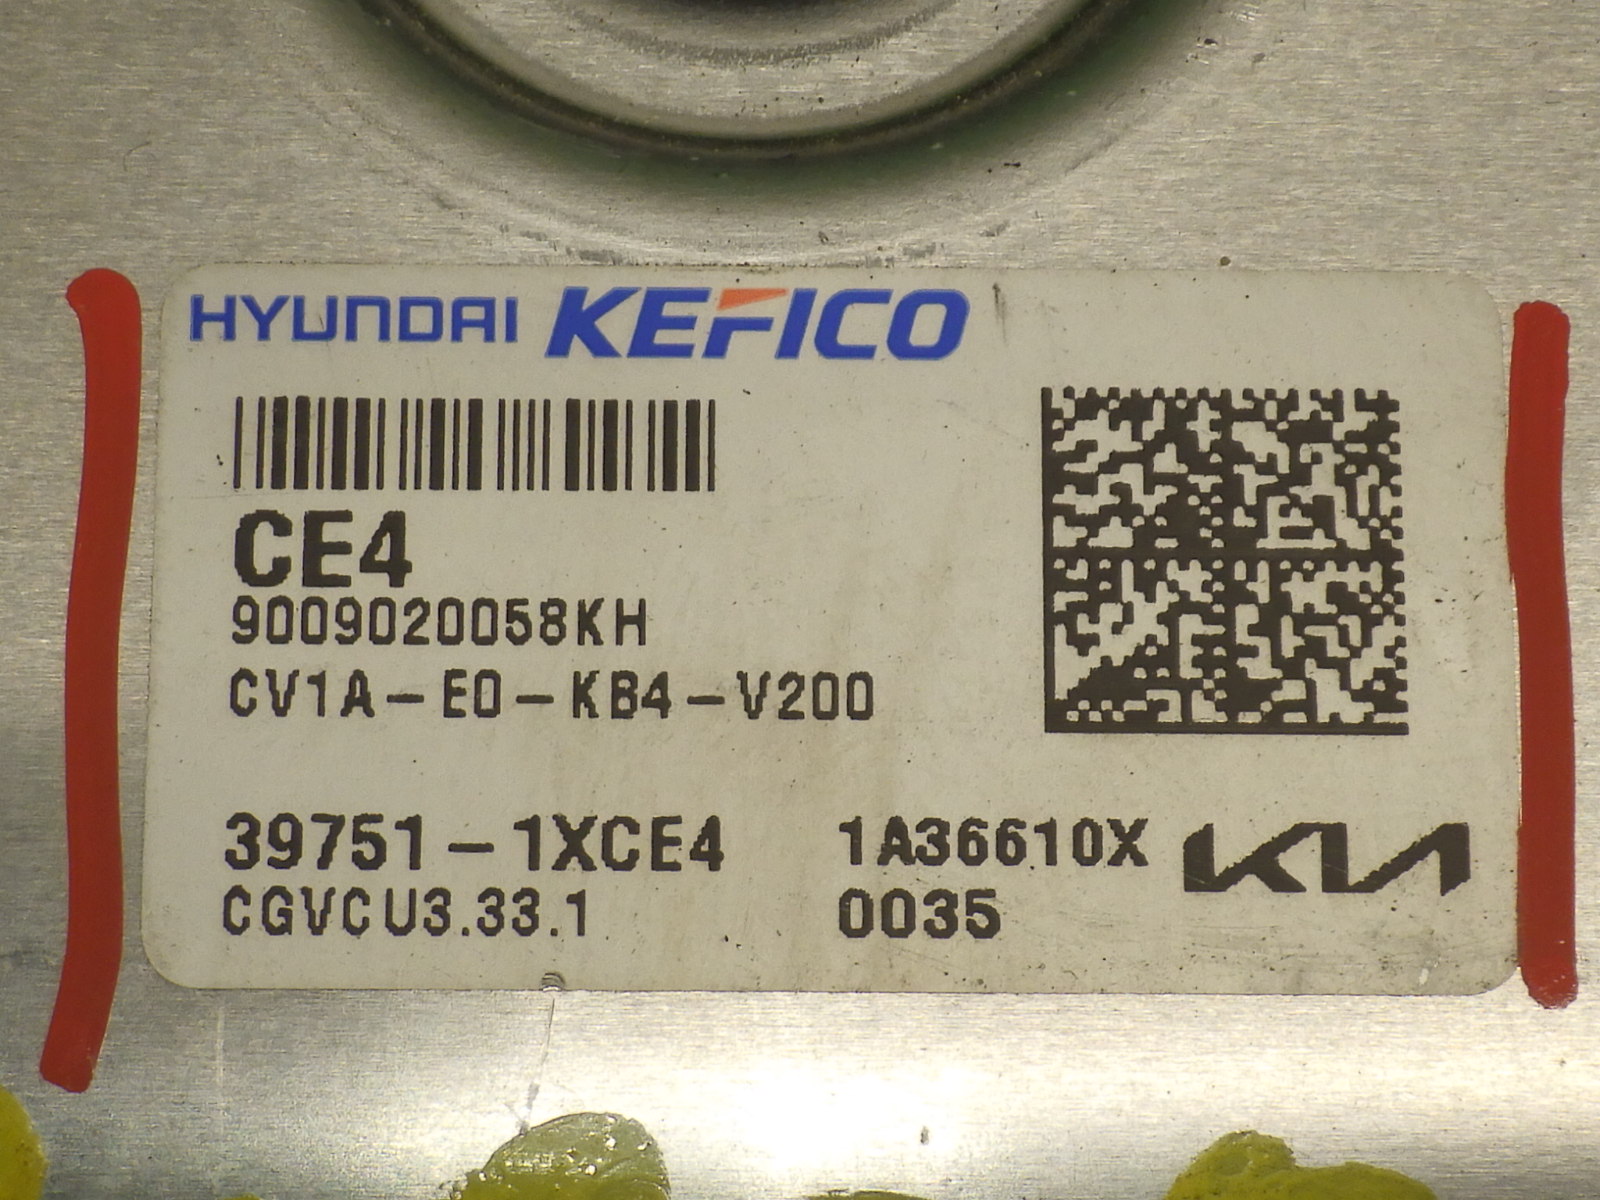 HYUNDAI KEFICO
CE4
9009020058KH
CV1A-E0-KB4-V200
39751-1XCE4
1A36610X KIA
CGVCU3.33.1
0035